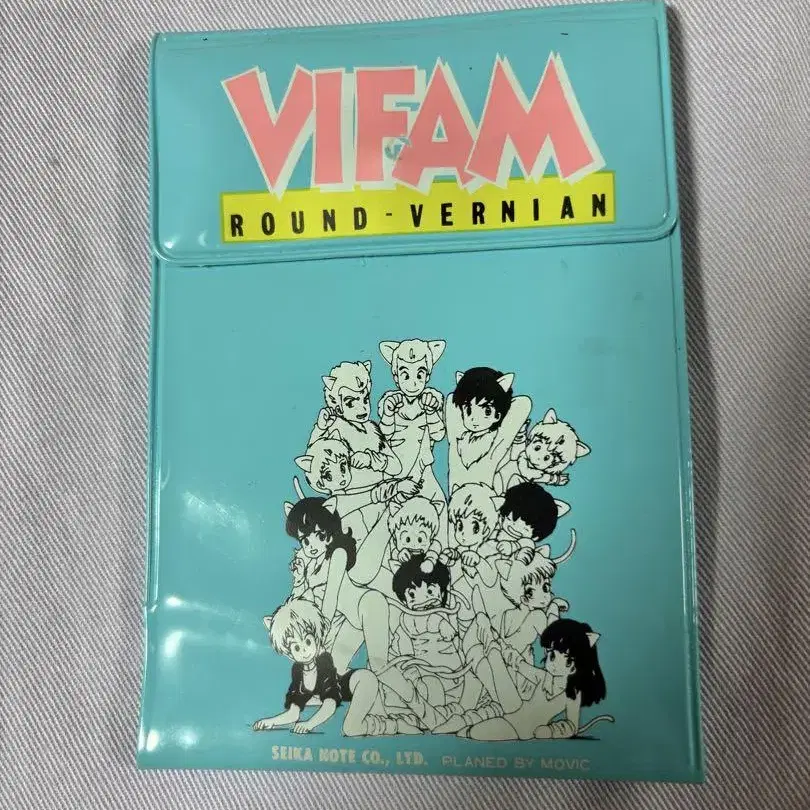 VIFAM
ROUND-VERNIAN
SEIKA NOTE CO., LTD. PLANED BY MOVIC